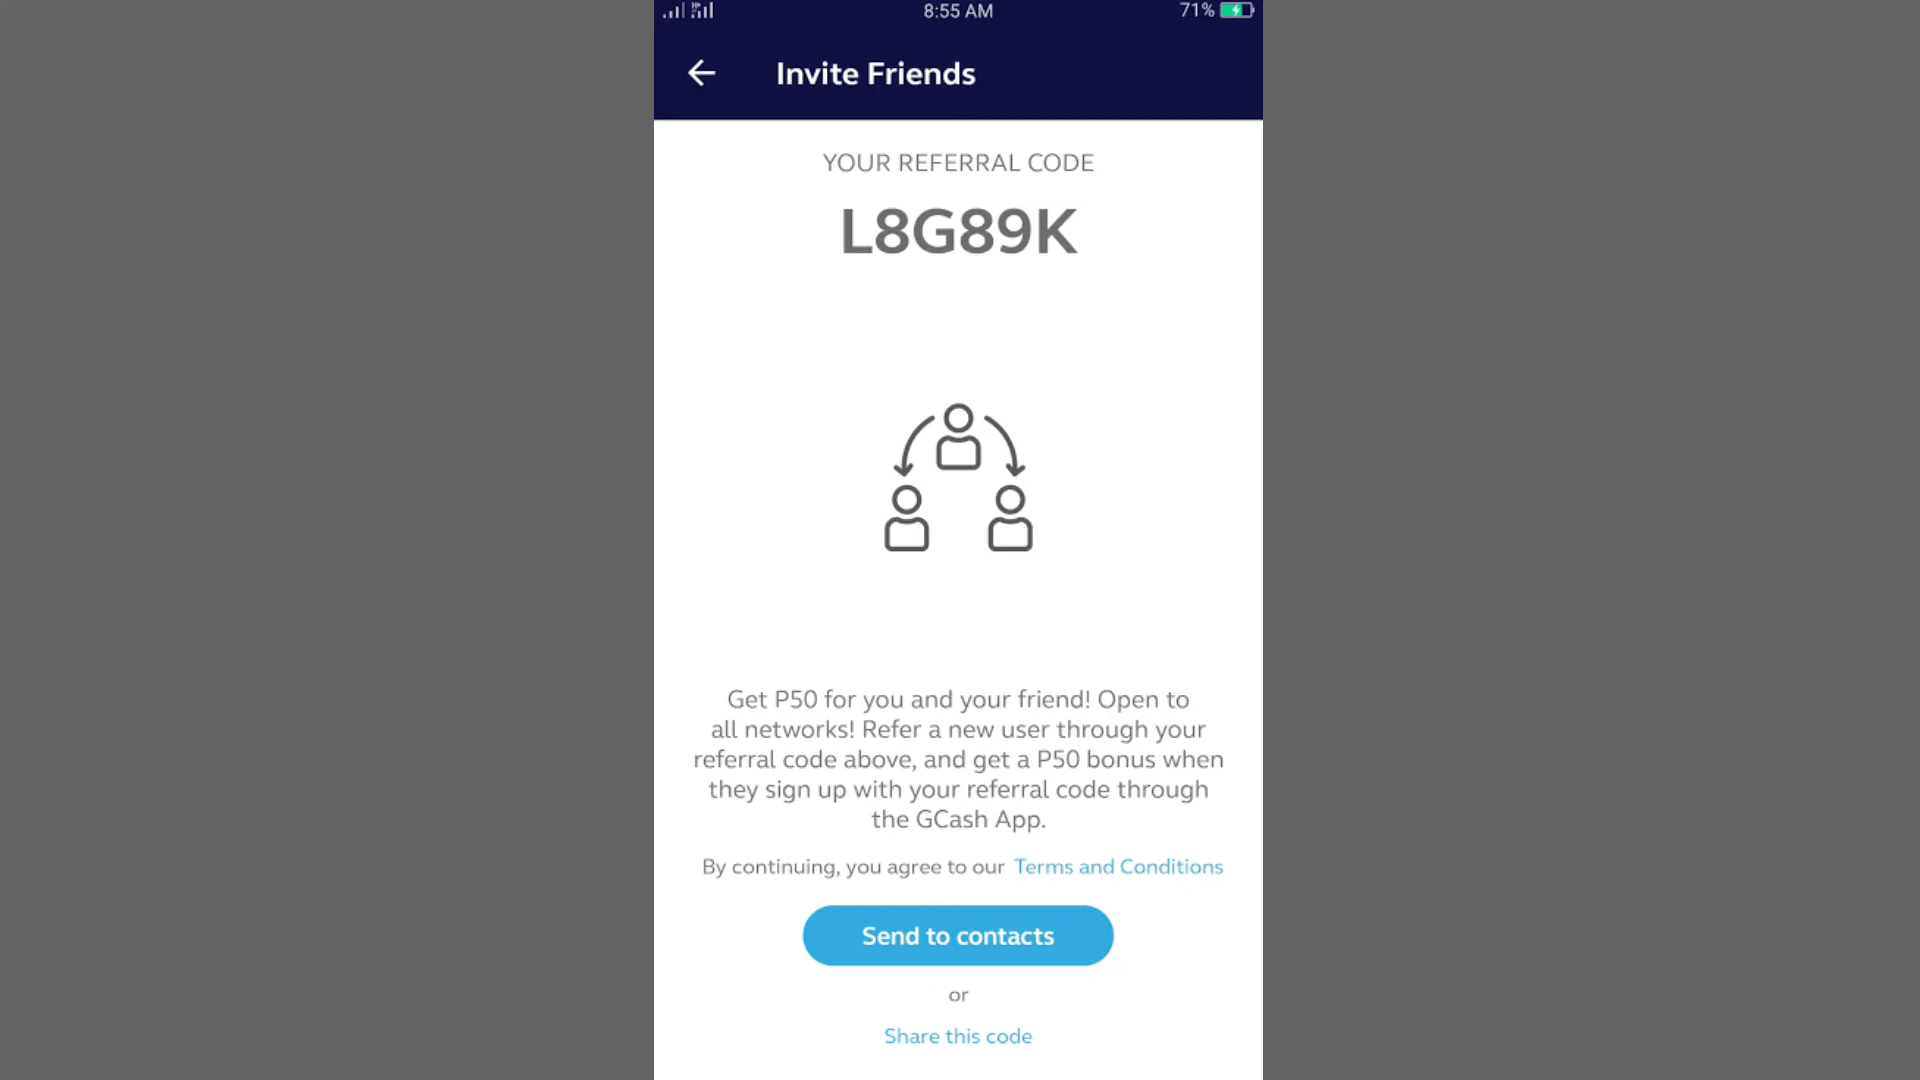 8:55 AM
71%
Invite Friends
YOUR REFERRAL CODE
L8G89K
Get P50 for you and your friend! Open to
all networks! Refer a new user through your
referral code above, and get a P50 bonus when
they sign up with your referral code through
the GCash App.
By continuing, you agree to our Terms and Conditions
Send to contacts
or
Share this code